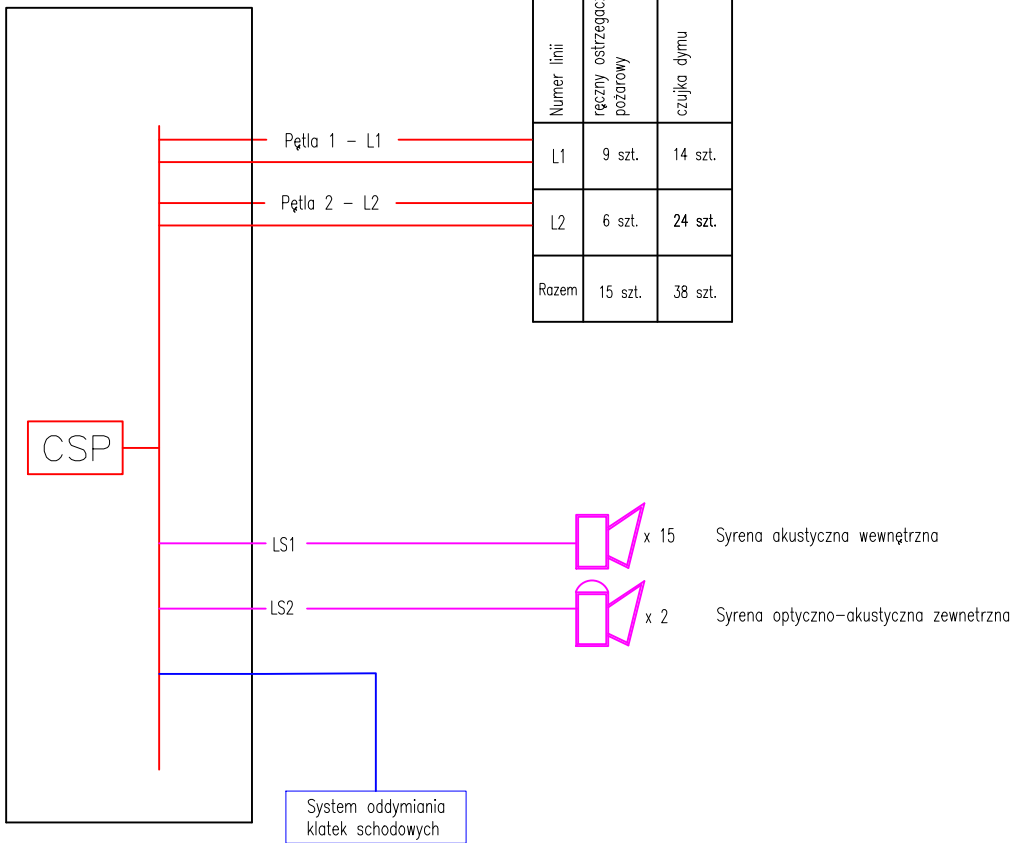 Numer linii
ręczny ostrzegacz
pożarowy
czujka dymu
Pętla 1 – L1
L1 9 szt. 14 szt.
Pętla 2 – L2
L2 6 szt. 24 szt.
Razem 15 szt. 38 szt.
CSP
LS1
x 15 Syrena akustyczna wewnętrzna
LS2
x 2 Syrena optyczno–akustyczna zewnetrzna
System oddymiania
klatek schodowych